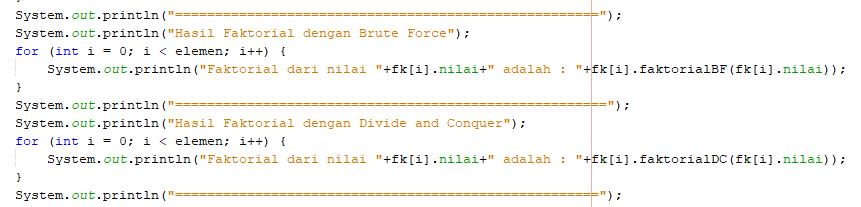 System.out.println("=====================================================");
System.out.println("Hasil Faktorial dengan Brute Force");
for (int i = 0; i < elemen; i++) {
System.out.println("Faktorial dari nilai "+fk[i].nilai+" adalah : "+fk[i].faktorialBF(fk[i].nilai));
}
System.out.println("======================================================");
System.out.println("Hasil Faktorial dengan Divide and Conquer");
for (int i = 0; i < elemen; i++) {
System.out.println("Faktorial dari nilai "+fk[i].nilai+" adalah : "+fk[i].faktorialDC(fk[i].nilai));
}
System.out.println("=====================================================");